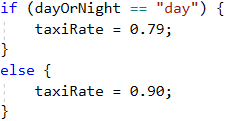 if (dayOrNight == "day") {
    taxiRate = 0.79;
}
else {
    taxiRate = 0.90;
}